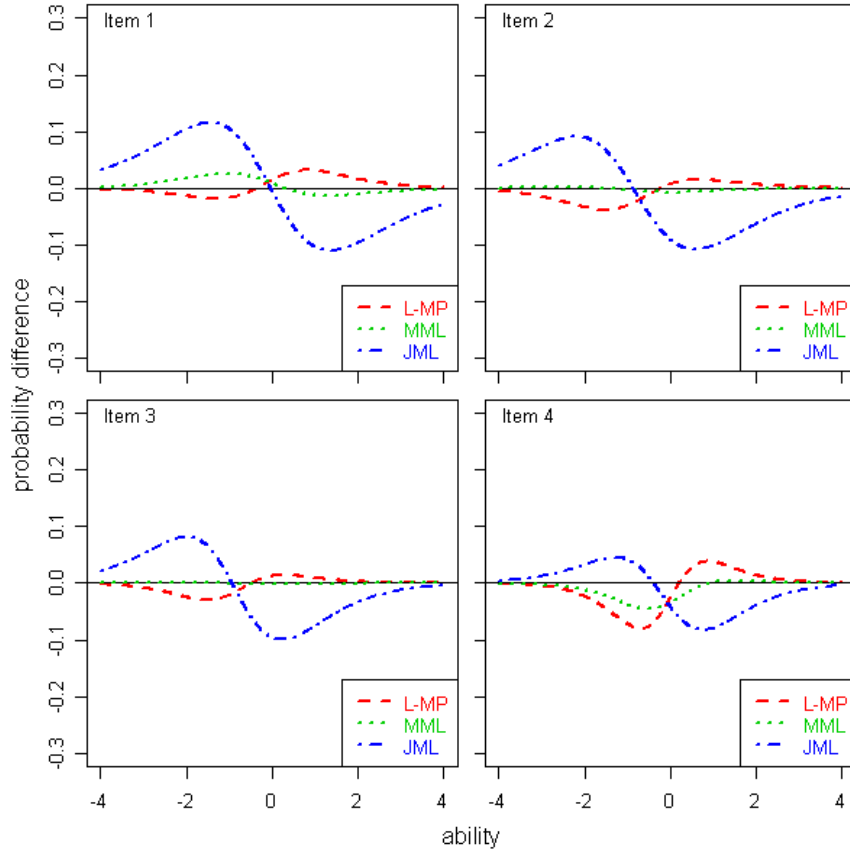 Item 1
Item 2
0.3
0.2
0.1
0.0
-0.1
-0.2
-0.3
L-MP
MML
JML
L-MP
MML
JML
probability difference
Item 3
Item 4
0.3
0.2
0.1
0.0
-0.1
-0.2
-0.3
L-MP
MML
JML
L-MP
MML
JML
-4 -2 0 2 4
-4 -2 0 2 4
ability